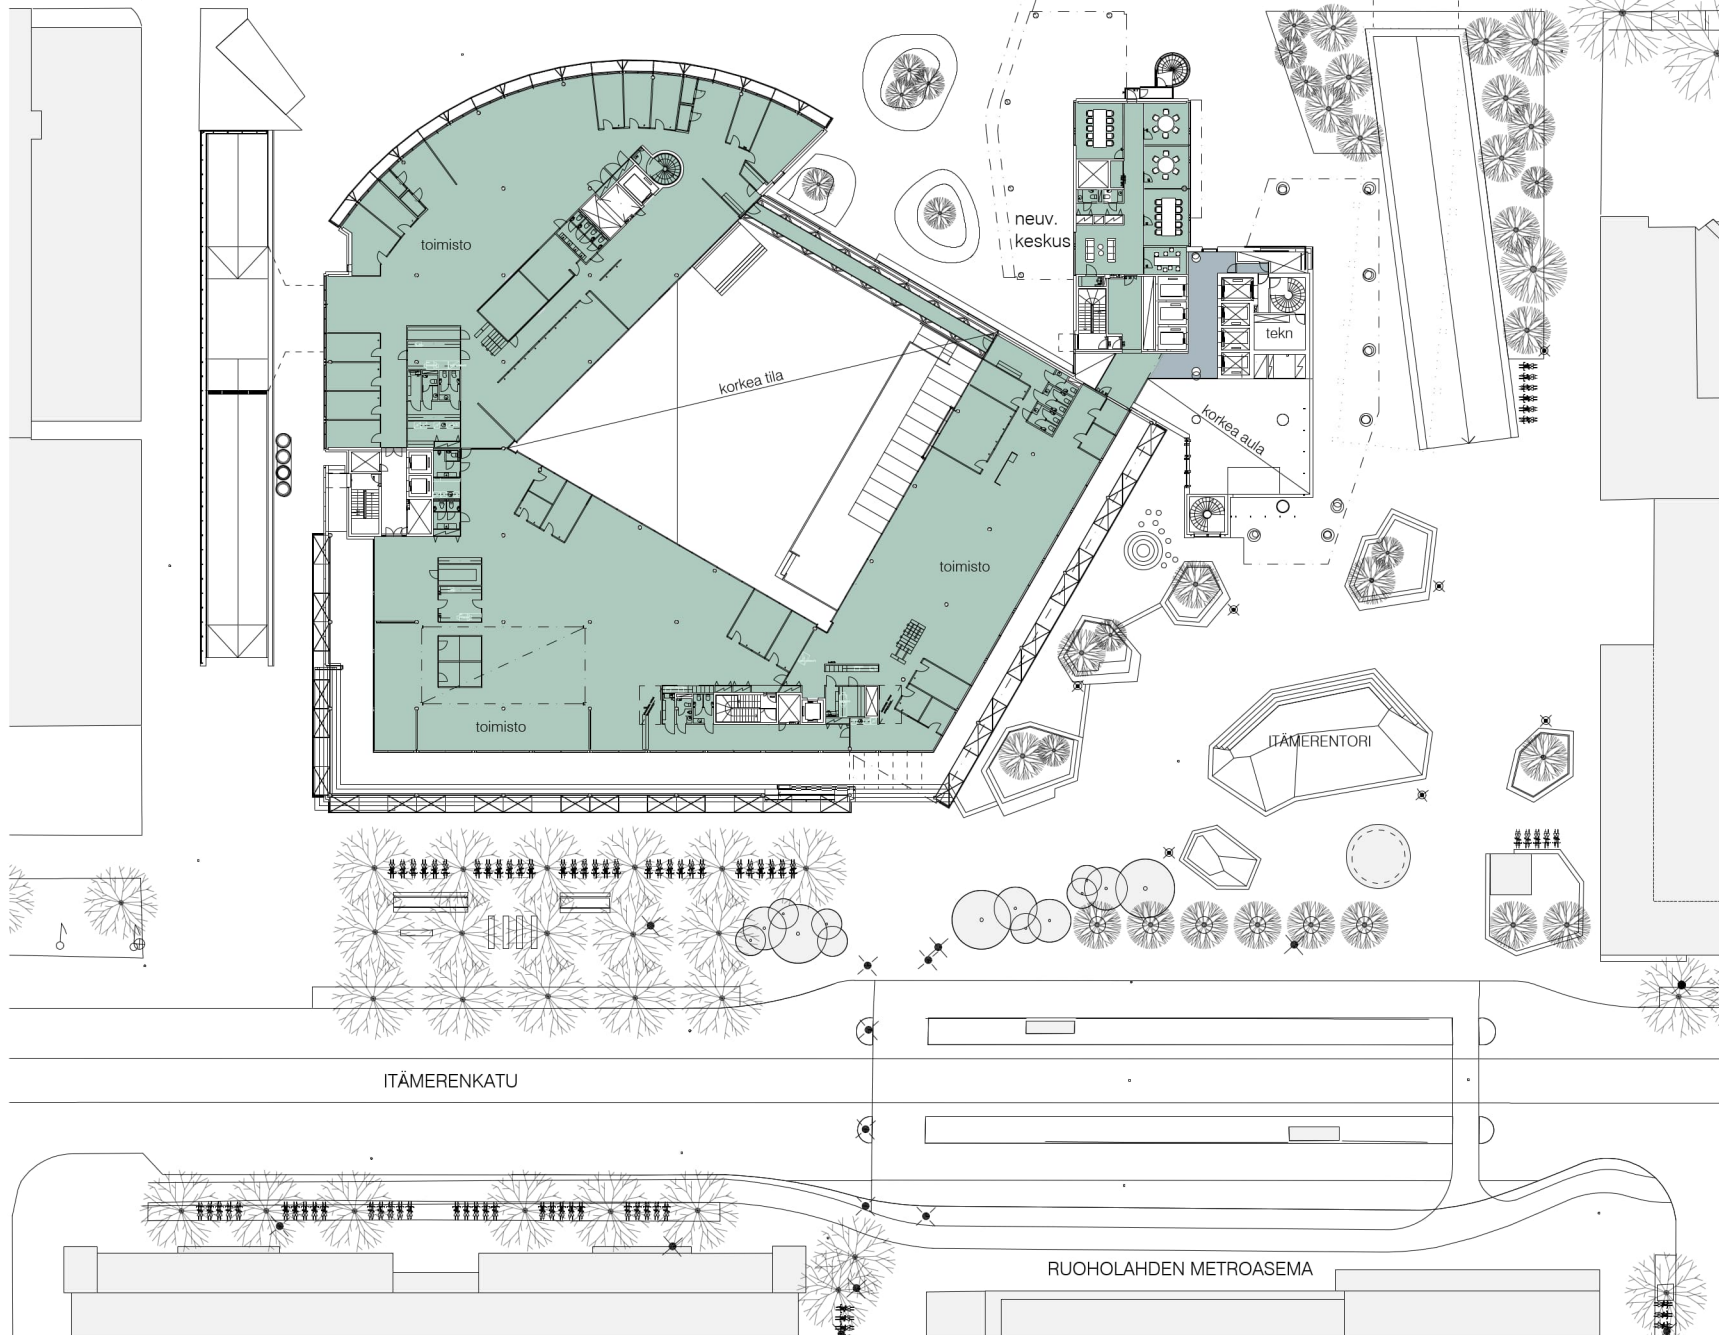 neuv.
keskus
toimisto
tekn
korkea tila
korkea aula
toimisto
toimisto
ITÄMERENTORI
ITÄMERENKATU
RUOHOLAHDEN METROASEMA